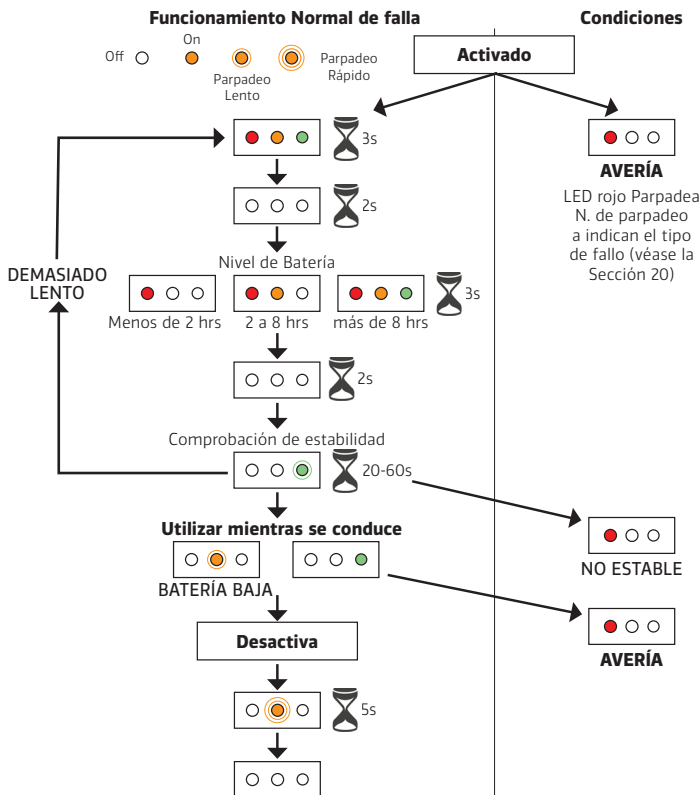 Funcionamiento Normal de falla
Condiciones
Off
On
Parpadeo
Lento
Parpadeo
Rápido
Activado
3s
AVERÍA
LED rojo Parpadea
N. de parpadeo
a indican el tipo
de fallo (véase la
Sección 20)
2s
DEMASIADO
LENTO
Nivel de Batería
3s
Menos de 2 hrs
2 a 8 hrs
más de 8 hrs
2s
Comprobación de estabilidad
20-60s
Utilizar mientras se conduce
NO ESTABLE
BATERÍA BAJA
Desactiva
AVERÍA
5s